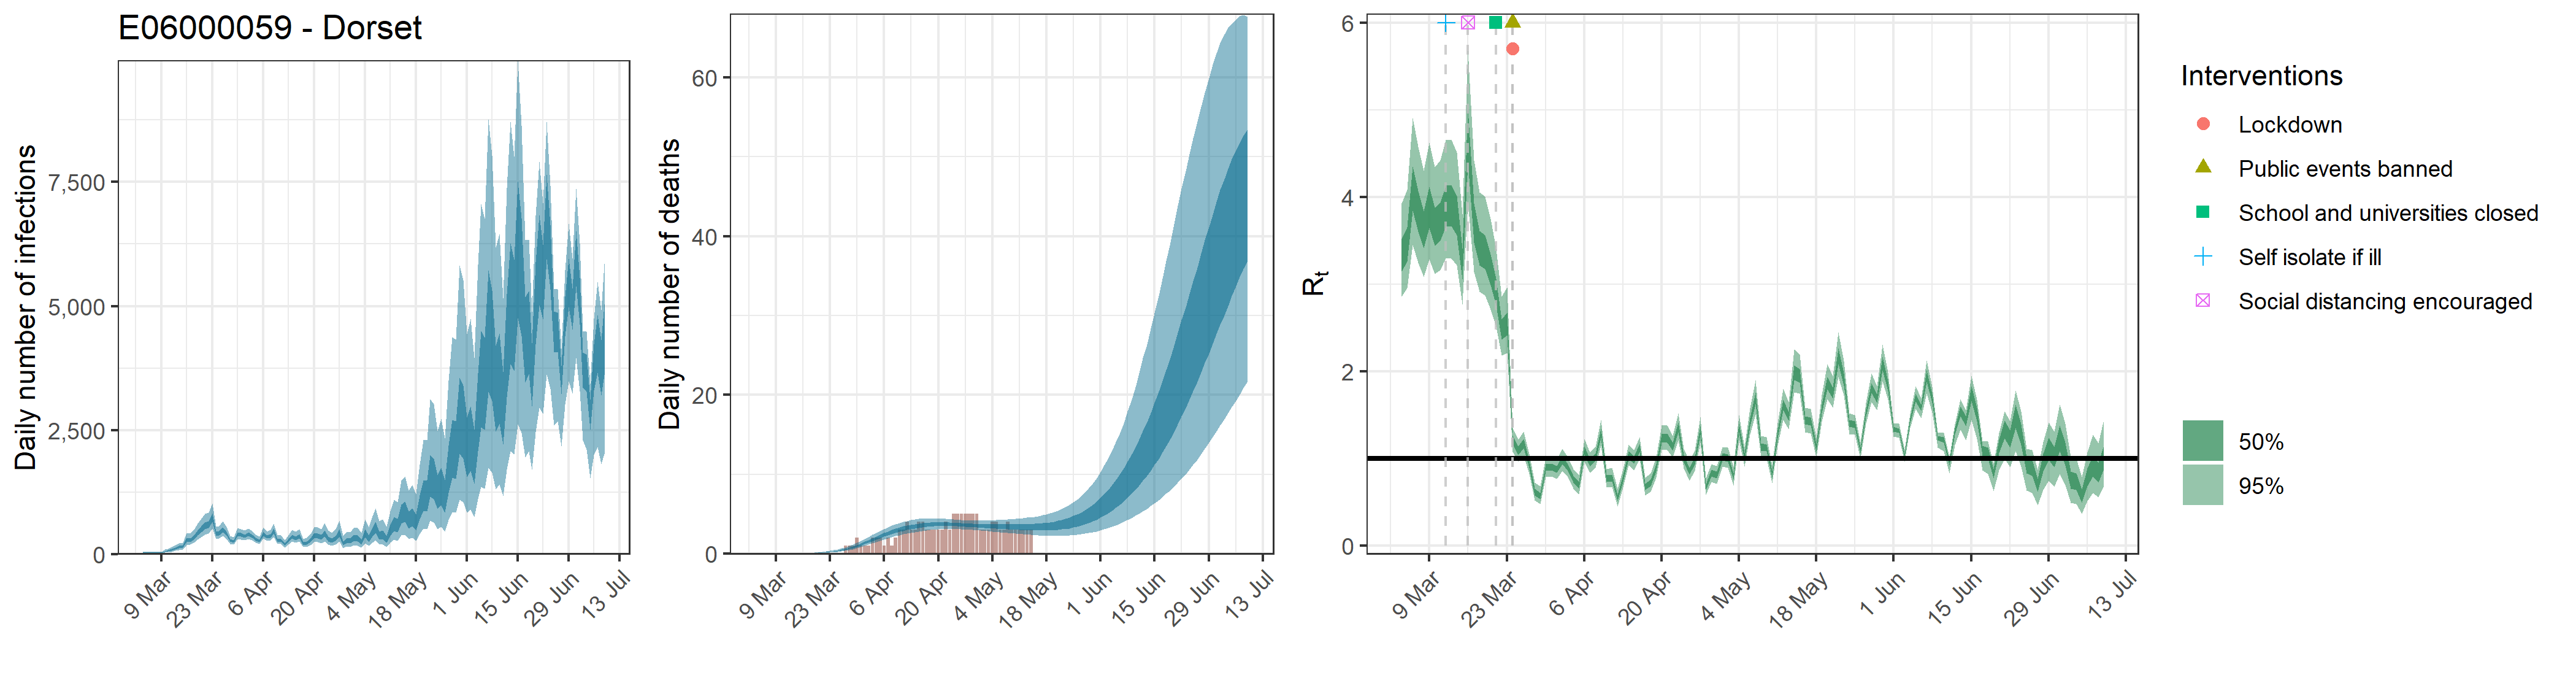 E06000059 - Dorset
Daily number of infections
7,500
5,000
2,500
0
9 Mar
23 Mar
6 Apr
20 Apr
4 May
18 May
1 Jun
15 Jun
29 Jun
13 Jul
Daily number of deaths
60
40
20
0
9 Mar
23 Mar
6 Apr
20 Apr
4 May
18 May
1 Jun
15 Jun
29 Jun
13 Jul
Rt
6
4
2
0
9 Mar
23 Mar
6 Apr
20 Apr
4 May
18 May
1 Jun
15 Jun
29 Jun
13 Jul
Interventions
Lockdown
Public events banned
School and universities closed
Self isolate if ill
Social distancing encouraged
50%
95%